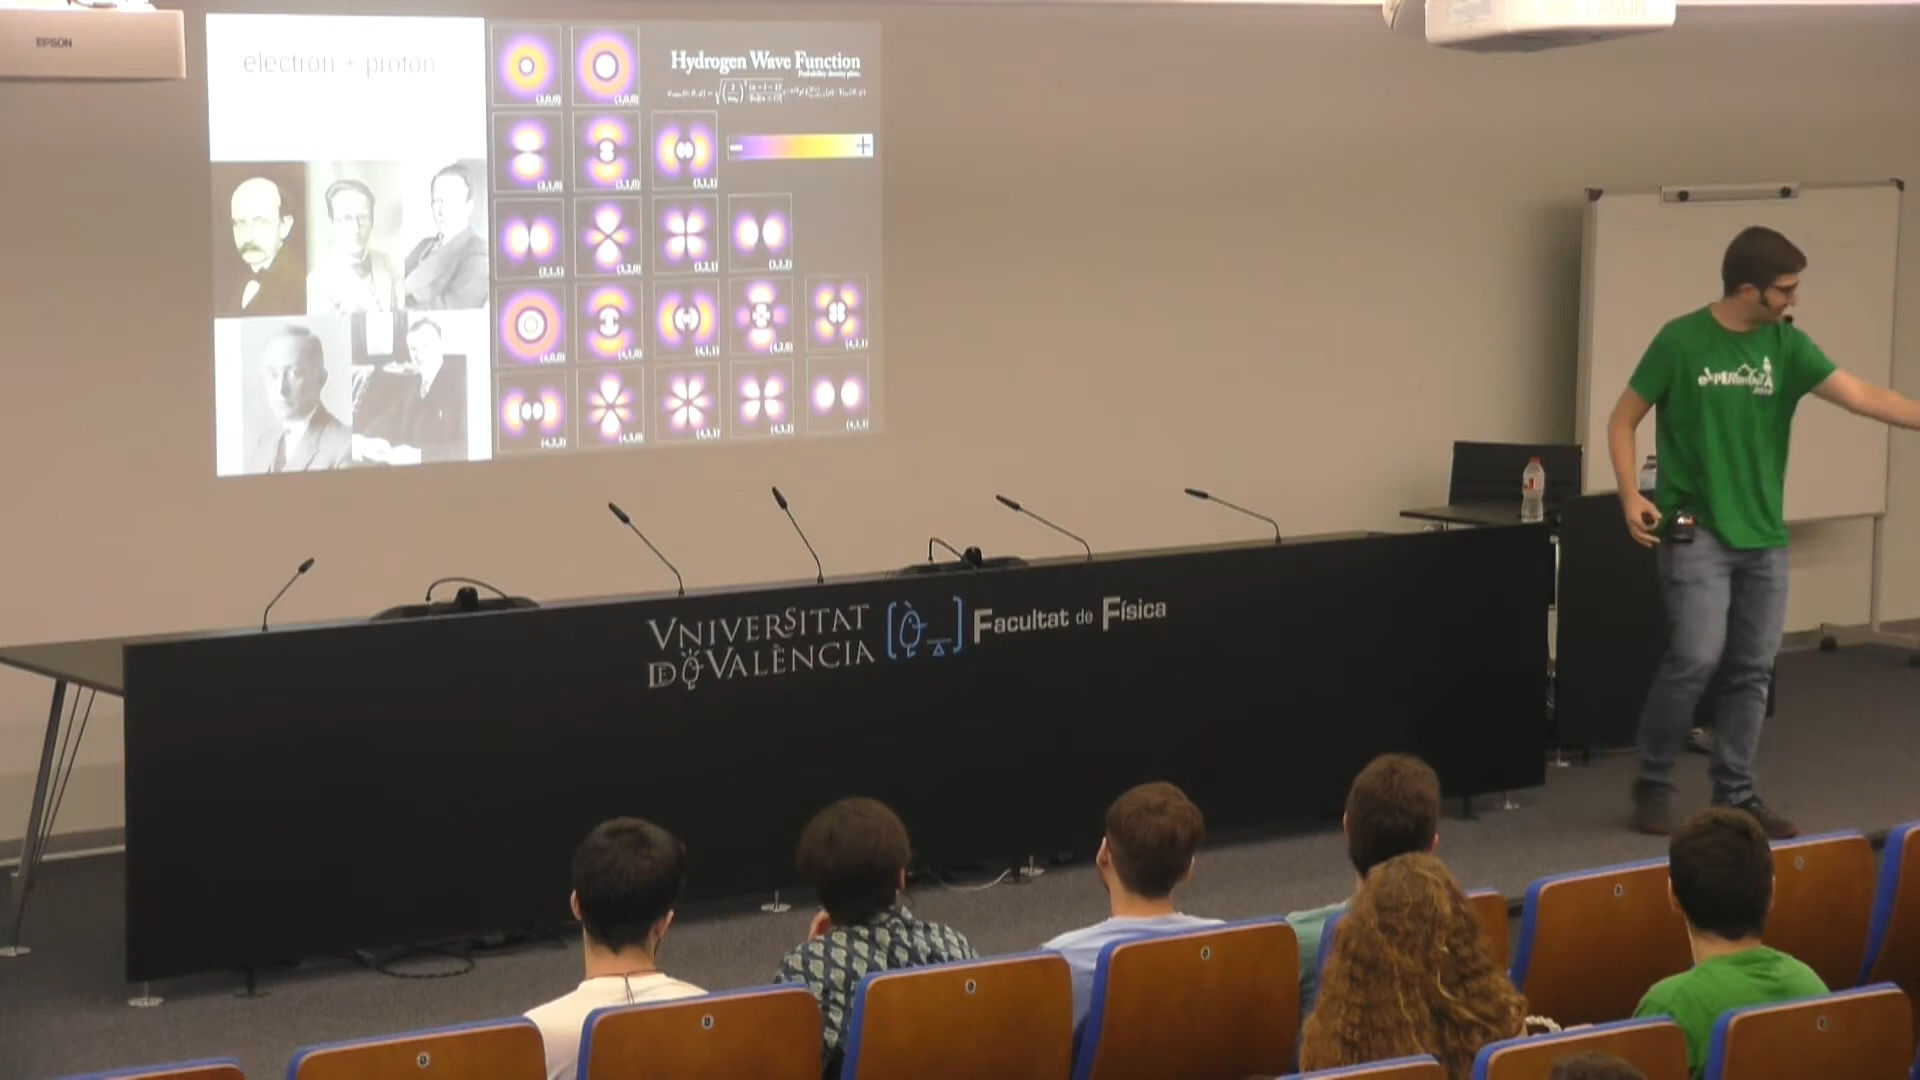 EPSON
electron + proton
Hydrogen Wave Function
Probability density plots.
(2,0,0)
(3,0,0)
(2,1,0)
(3,1,0)
(3,1,1)
(2,1,1)
(3,2,0)
(3,2,1)
(3,2,2)
(4,0,0)
(4,1,0)
(4,1,1)
(4,2,0)
(4,2,1)
(4,2,2)
(4,3,0)
(4,3,1)
(4,3,2)
(4,3,3)
VNIVERSITAT
DE VALÈNCIA
Facultat de Física